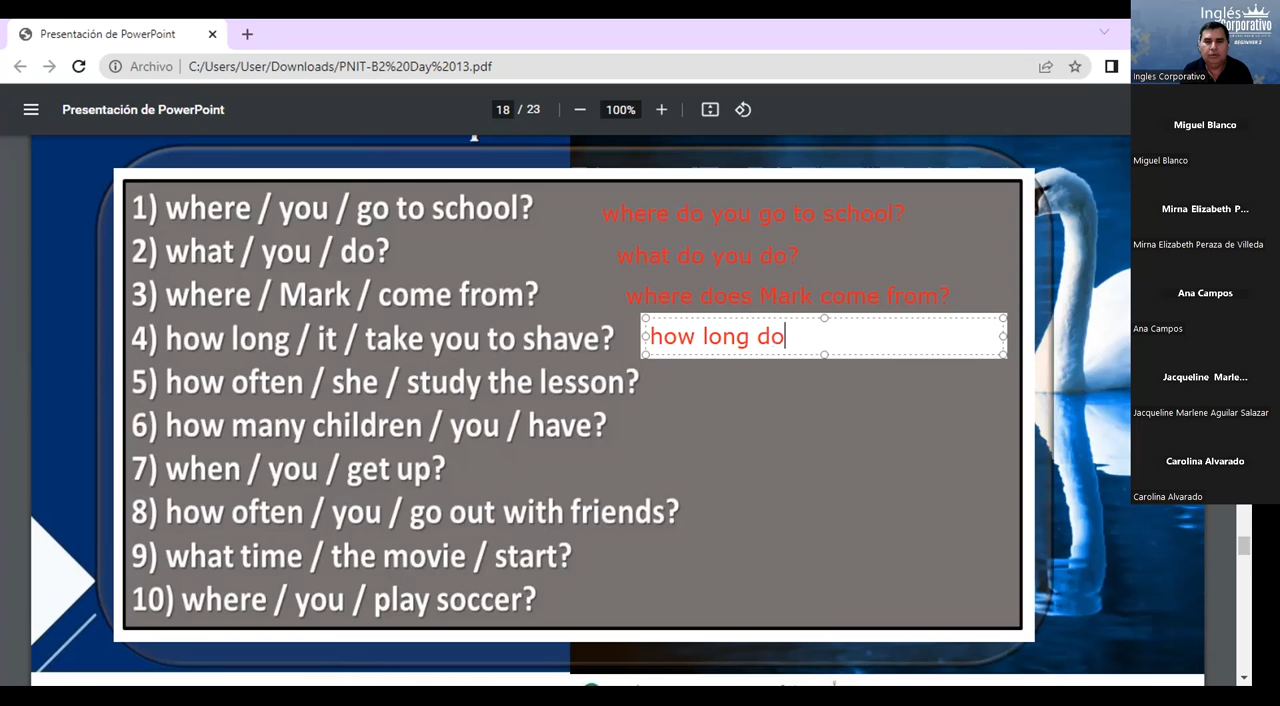 Presentación de PowerPoint
Archivo C:/Users/User/Downloads/PNIT-B2%20Day%2013.pdf
Presentación de PowerPoint 18 / 23 100%
1) where / you / go to school? where do you go to school?
2) what / you / do? what do you do?
3) where / Mark / come from? where does Mark come from?
4) how long / it / take you to shave? how long do
5) how often / she / study the lesson?
6) how many children / you / have?
7) when / you / get up?
8) how often / you / go out with friends?
9) what time / the movie / start?
10) where / you / play soccer?
Inglés
Corporativo
BEGINNER 2
Ingles Corporativo
Miguel Blanco
Miguel Blanco
Mirna Elizabeth P...
Mirna Elizabeth Peraza de Villeda
Ana Campos
Ana Campos
Jacqueline Marle...
Jacqueline Marlene Aguilar Salazar
Carolina Alvarado
Carolina Alvarado